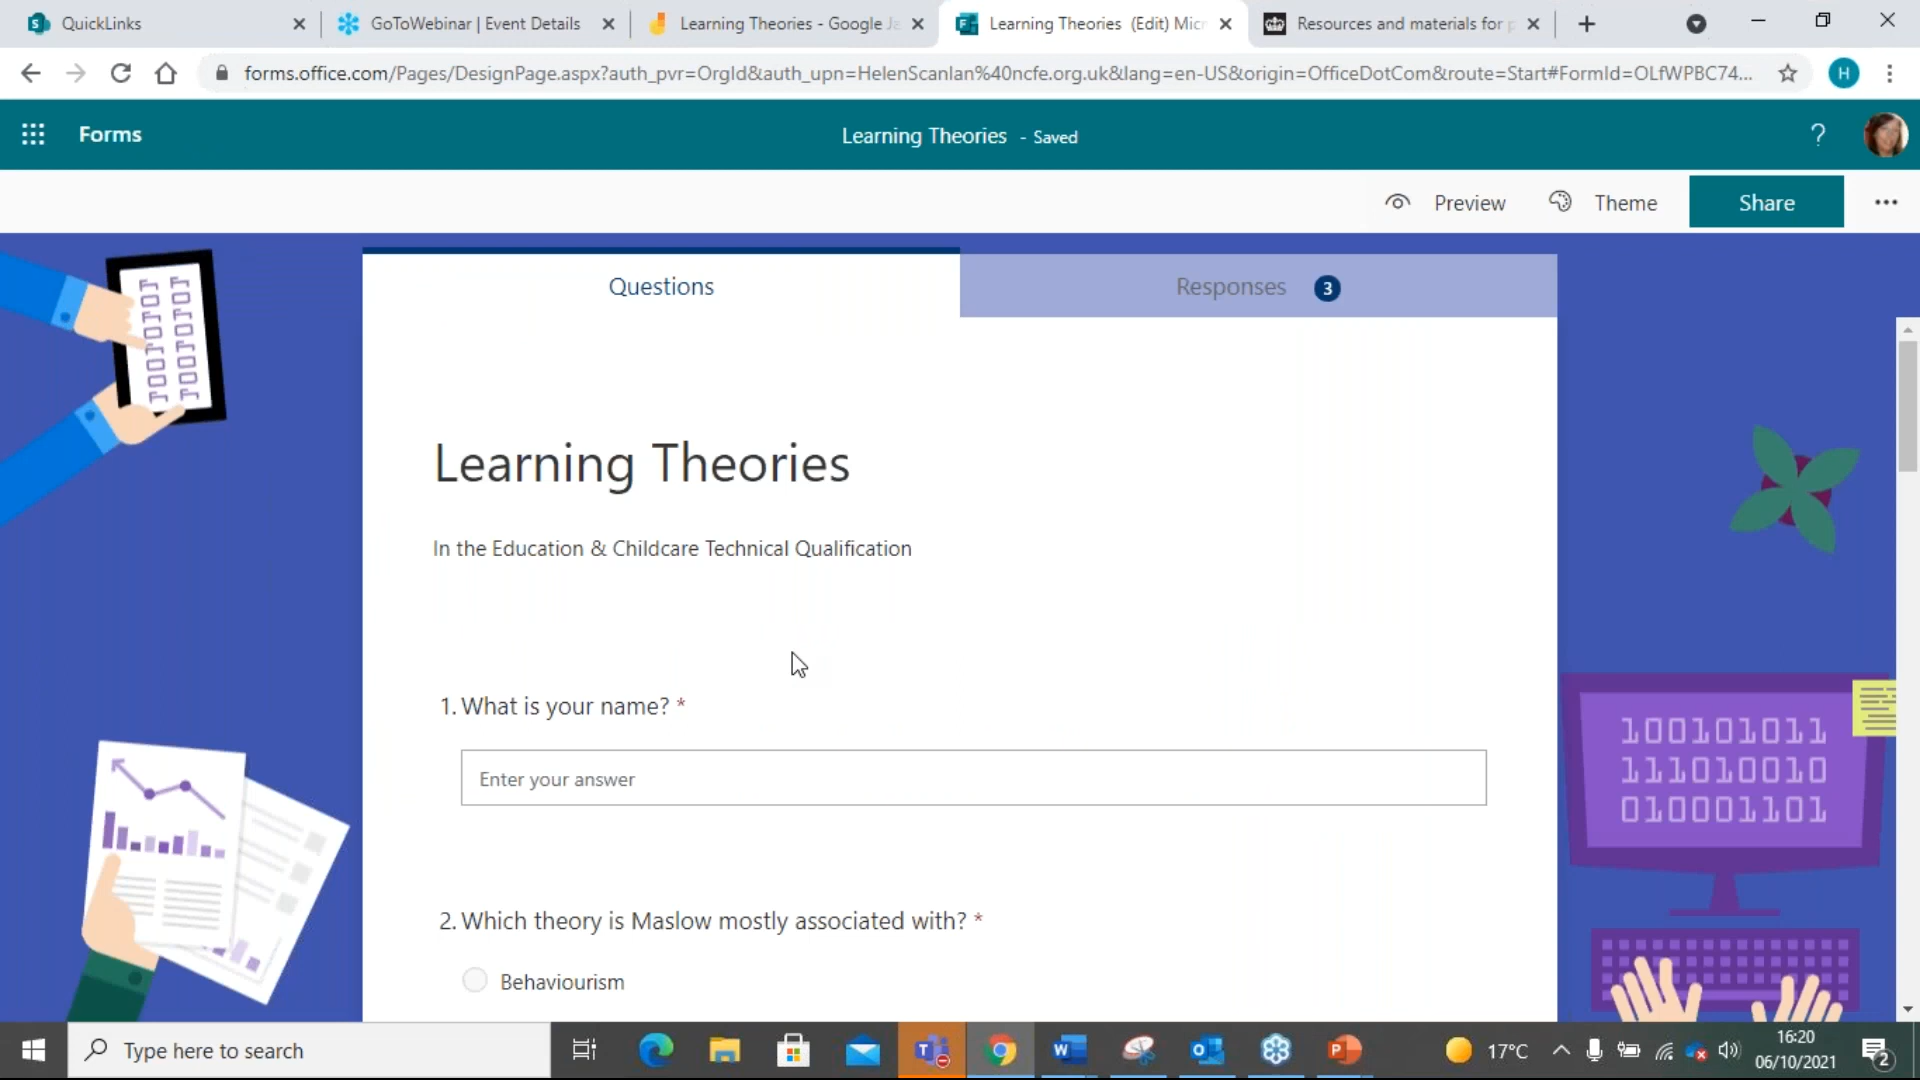 QuickLinks
GoToWebinar | Event Details
Learning Theories - Google Ja
Learning Theories (Edit) Micr
Resources and materials for p
forms.office.com/Pages/DesignPage.aspx?auth_pvr=OrgId&auth_upn=HelenScanlan%40ncfe.org.uk&lang=en-US&origin=OfficeDotCom&route=Start#FormId=OLfWPBC74...
H
Forms
Learning Theories - Saved
?
Preview
Theme
Share
Questions
Responses 3
Learning Theories
In the Education & Childcare Technical Qualification
1. What is your name? *
Enter your answer
2. Which theory is Maslow mostly associated with? *
Behaviourism
100101011
111010010
010001101
Type here to search
17°C
16:20
06/10/2021
2